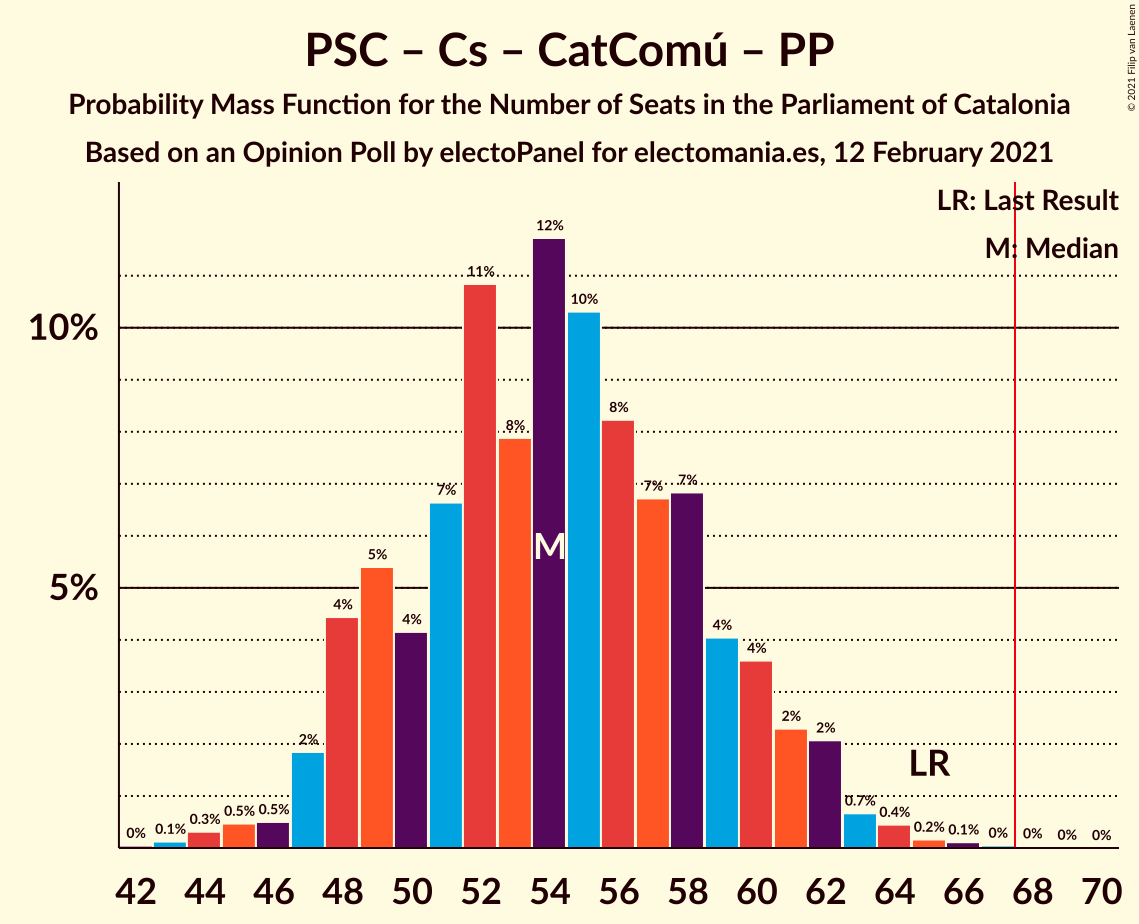 PSC – Cs – CatComú – PP
Probability Mass Function for the Number of Seats in the Parliament of Catalonia
Based on an Opinion Poll by electoPanel for electomania.es, 12 February 2021
© 2021 Filip van Laenen
LR: Last Result
M: Median
10%
5%
0% 0.1% 0.3% 0.5% 0.5% 2% 4% 5% 4% 7% 11% 8% 12% 10% 8% 7% 7% 4% 4% 2% 2% 0.7% 0.4% 0.2% 0.1% 0% 0% 0% 0%
M
LR
42 44 46 48 50 52 54 56 58 60 62 64 66 68 70